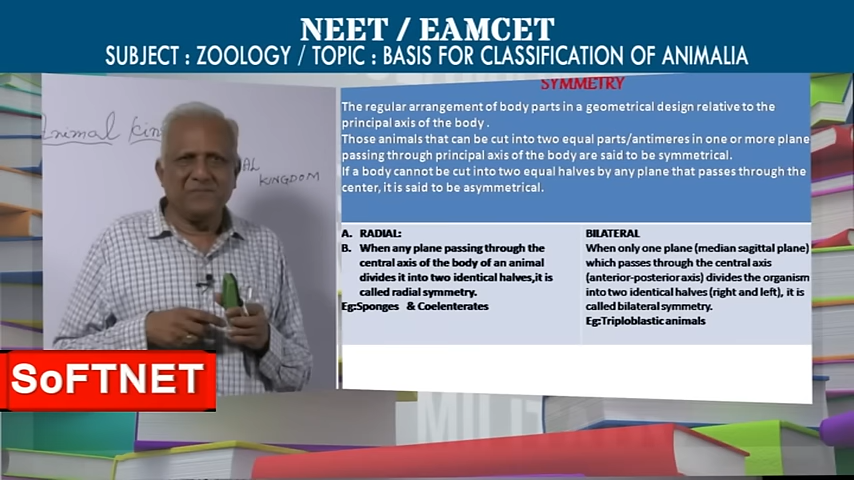 NEET / EAMCET
SUBJECT : ZOOLOGY / TOPIC : BASIS FOR CLASSIFICATION OF ANIMALIA
Animal
AL
KINGDOM
SYMMETRY
The regular arrangement of body parts in a geometrical design relative to the
principal axis of the body .
Those animals that can be cut into two equal parts/antimeres in one or more plane
passing through principal axis of the body are said to be symmetrical.
If a body cannot be cut into two equal halves by any plane that passes through the
center, it is said to be asymmetrical.
A. RADIAL:
B. When any plane passing through the
central axis of the body of an animal
divides it into two identical halves,it is
called radial symmetry.
Eg:Sponges & Coelenterates
BILATERAL
When only one plane (median sagittal plane)
which passes through the central axis
(anterior-posterior axis) divides the organism
into two identical halves (right and left), it is
called bilateral symmetry.
Eg:Triploblastic animals
SoFTNET